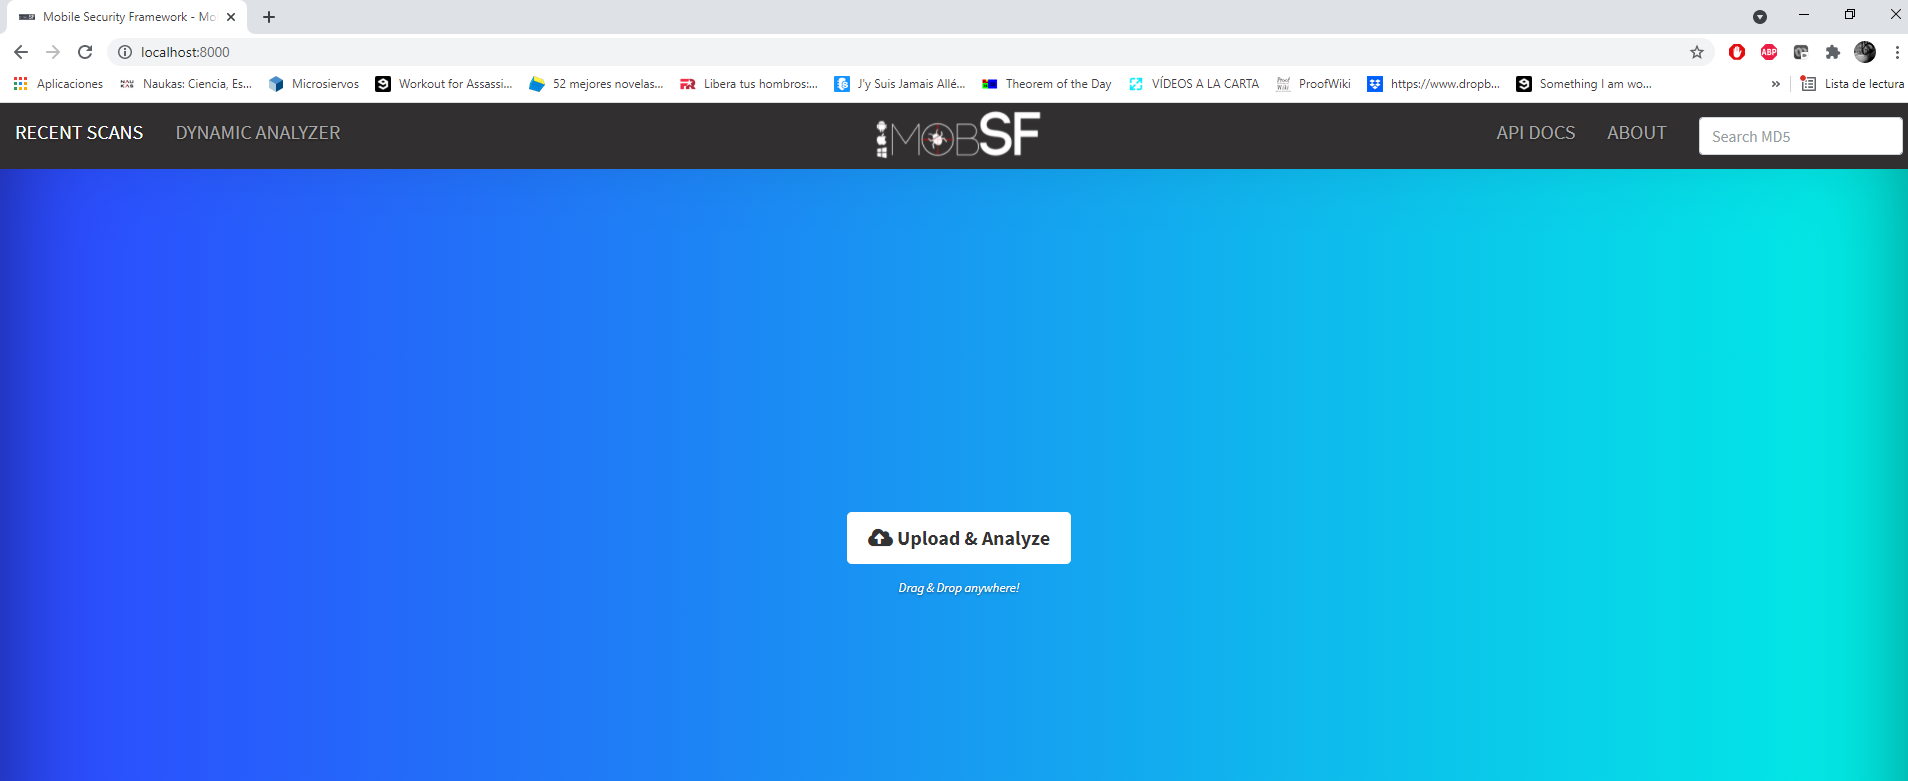 Mobile Security Framework - Mo
localhost:8000
Aplicaciones Naukas: Ciencia, Es... Microsiervos Workout for Assassi... 52 mejores novelas... Libera tus hombros:... J'y Suis Jamais Allé... Theorem of the Day VÍDEOS A LA CARTA ProofWiki https://www.dropb... Something I am wo... » Lista de lectura
RECENT SCANS DYNAMIC ANALYZER MOBSF API DOCS ABOUT Search MD5
Upload & Analyze
Drag & Drop anywhere!